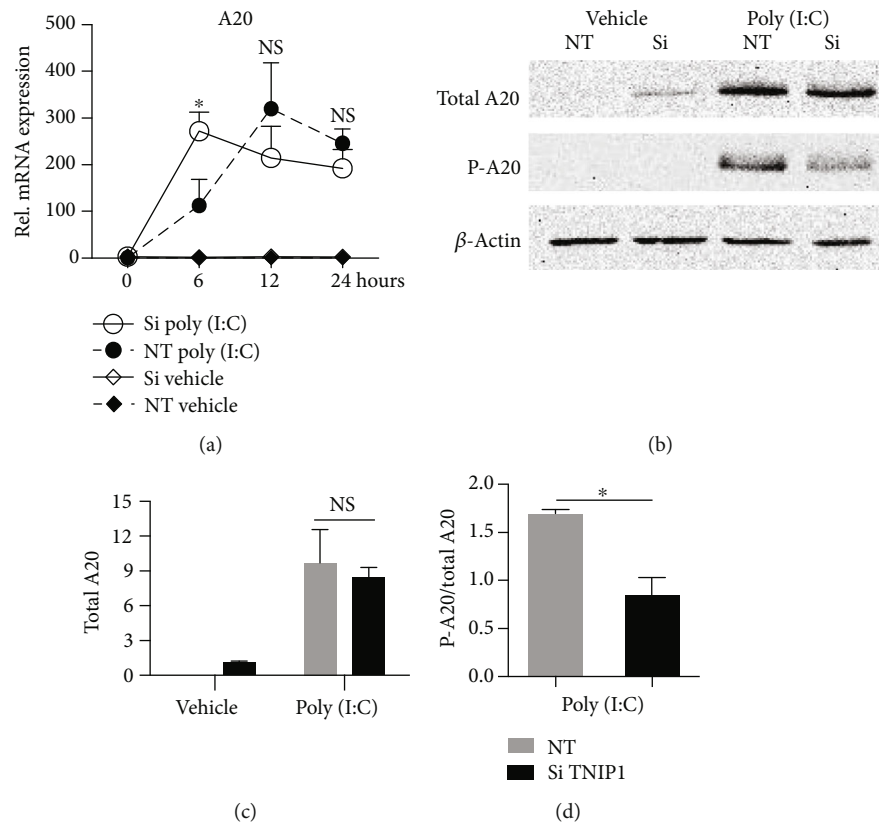 A20
Rel. mRNA expression
500
400
300
200
100
0
*
NS
NS
0 6 12 24 hours
Si poly (I:C)
NT poly (I:C)
Si vehicle
NT vehicle
(a)
Vehicle Poly (I:C)
NT Si NT Si
Total A20
P-A20
β-Actin
(b)
Total A20
15
12
9
6
3
0
NS
Vehicle Poly (I:C)
(c)
P-A20/total A20
2.0
1.5
1.0
0.5
0.0
*
Poly (I:C)
NT
Si TNIP1
(d)